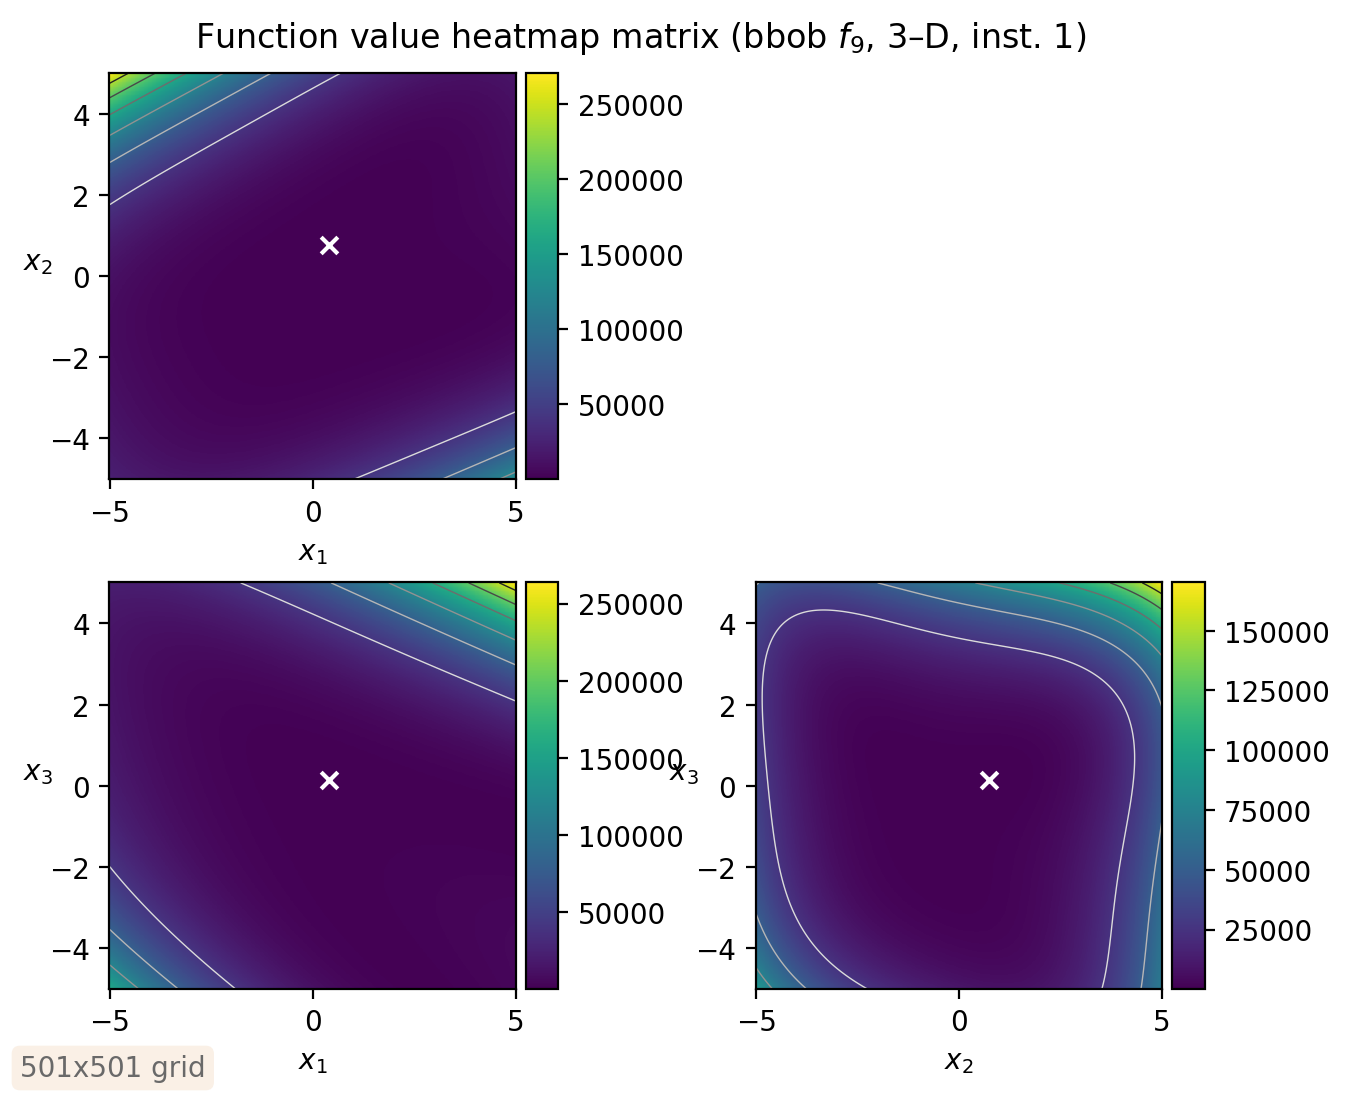 Function value heatmap matrix (bbob f₉, 3–D, inst. 1)
4
2
0
−2
−4
x₂
−5 0 5
x₁
250000
200000
150000
100000
50000
4
2
0
−2
−4
x₃
−5 0 5
x₁
250000
200000
150000
100000
50000
4
2
0
−2
−4
x₃
−5 0 5
x₂
150000
125000
100000
75000
50000
25000
501x501 grid